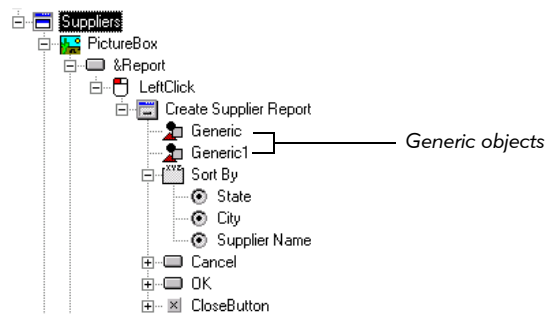 Suppliers
PictureBox
&Report
LeftClick
Create Supplier Report
Generic
Generic objects
Generic1
XYZ
Sort By
State
City
Supplier Name
Cancel
OK
CloseButton